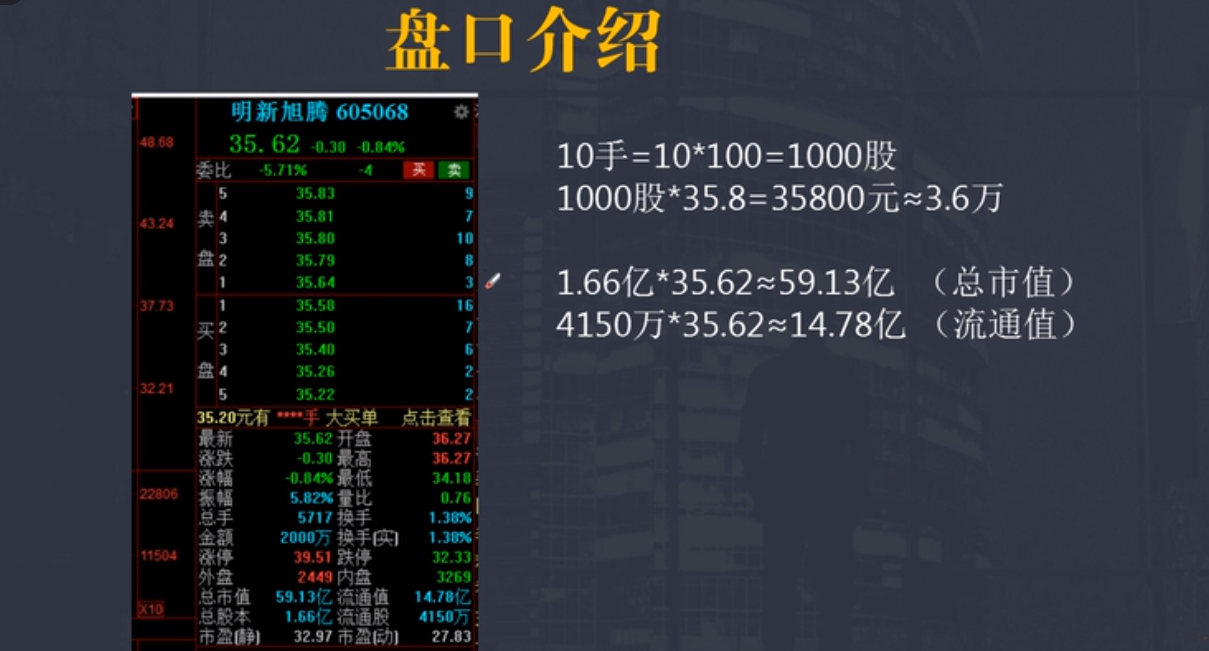 盘口介绍
明新旭腾 605068
35.62 -0.30 -0.84%
委比 -5.71% -4 买 卖
卖盘
5 35.83 9
4 35.81 7
3 35.80 10
2 35.79 8
1 35.64 3
买盘
1 35.58 16
2 35.50 7
3 35.40 6
4 35.26 2
5 35.22 2
35.20元有 ****手 大买单 点击查看
最新 35.62 开盘 36.27
涨跌 -0.30 最高 36.27
涨幅 -0.84% 最低 34.18
振幅 5.82% 量比 0.76
总手 5717 换手 1.38%
金额 2000万 换手(实) 1.38%
涨停 39.51 跌停 32.33
外盘 2449 内盘 3269
总市值 59.13亿 流通值 14.78亿
总股本 1.66亿 流通股 4150万
市盈(静) 32.97 市盈(动) 27.83
48.68
43.24
37.73
32.21
22806
11504
X10
10手=10*100=1000股
1000股*35.8=35800元≈3.6万
1.66亿*35.62≈59.13亿 （总市值）
4150万*35.62≈14.78亿 （流通值）